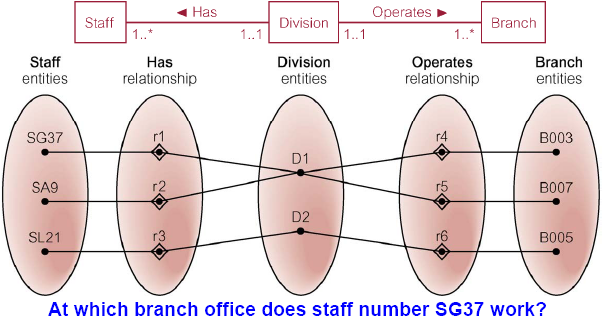 Staff ◄ Has Division Operates ► Branch
1..* 1..1 1..1 1..*
Staff Has Division Operates Branch
entities relationship entities relationship entities
SG37 r1 r4 B003
D1
SA9 r2 r5 B007
D2
SL21 r3 r6 B005
At which branch office does staff number SG37 work?